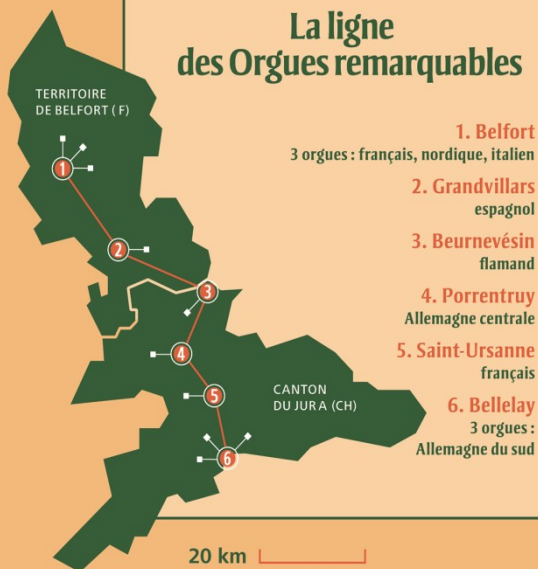 La ligne
des Orgues remarquables
TERRITOIRE
DE BELFORT ( F)
1. Belfort
3 orgues : français, nordique, italien
2. Grandvillars
espagnol
3. Beurnevésin
flamand
4. Porrentruy
Allemagne centrale
5. Saint-Ursanne
français
6. Bellelay
3 orgues :
Allemagne du sud
1
2
3
4
5
6
CANTON
DU JURA (CH)
20 km